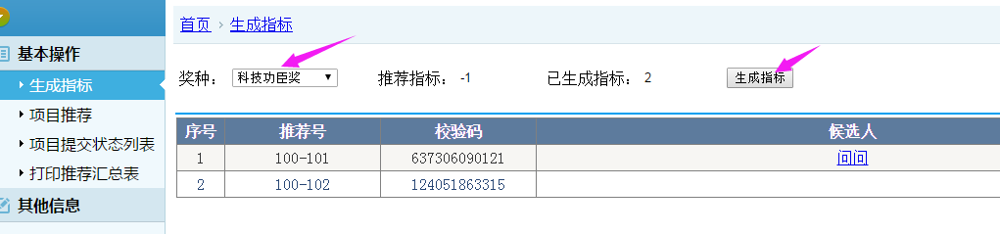 首页 › 生成指标
基本操作
生成指标
项目推荐
项目提交状态列表
打印推荐汇总表
其他信息
奖种： 科技功臣奖 推荐指标： -1 已生成指标： 2 生成指标
序号 推荐号 校验码 候选人
1 100-101 637306090121 问问
2 100-102 124051863315